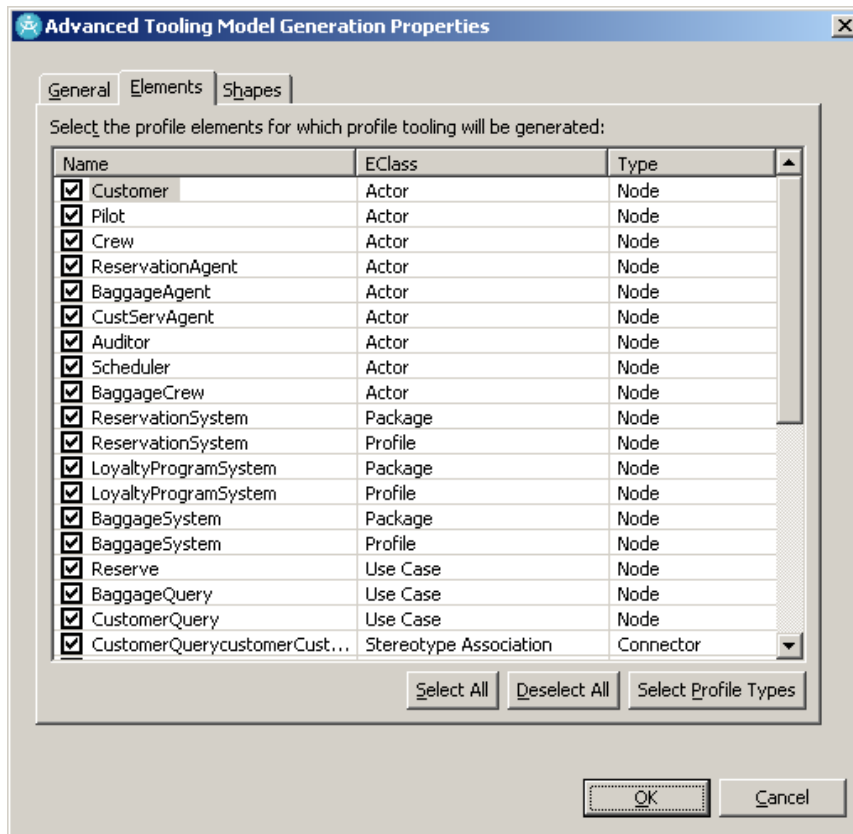 Advanced Tooling Model Generation Properties
General Elements Shapes
Select the profile elements for which profile tooling will be generated:
Name EClass Type
Customer Actor Node
Pilot Actor Node
Crew Actor Node
ReservationAgent Actor Node
BaggageAgent Actor Node
CustServAgent Actor Node
Auditor Actor Node
Scheduler Actor Node
BaggageCrew Actor Node
ReservationSystem Package Node
ReservationSystem Profile Node
LoyaltyProgramSystem Package Node
LoyaltyProgramSystem Profile Node
BaggageSystem Package Node
BaggageSystem Profile Node
Reserve Use Case Node
BaggageQuery Use Case Node
CustomerQuery Use Case Node
CustomerQuerycustomerCust... Stereotype Association Connector
Select All Deselect All Select Profile Types
OK Cancel